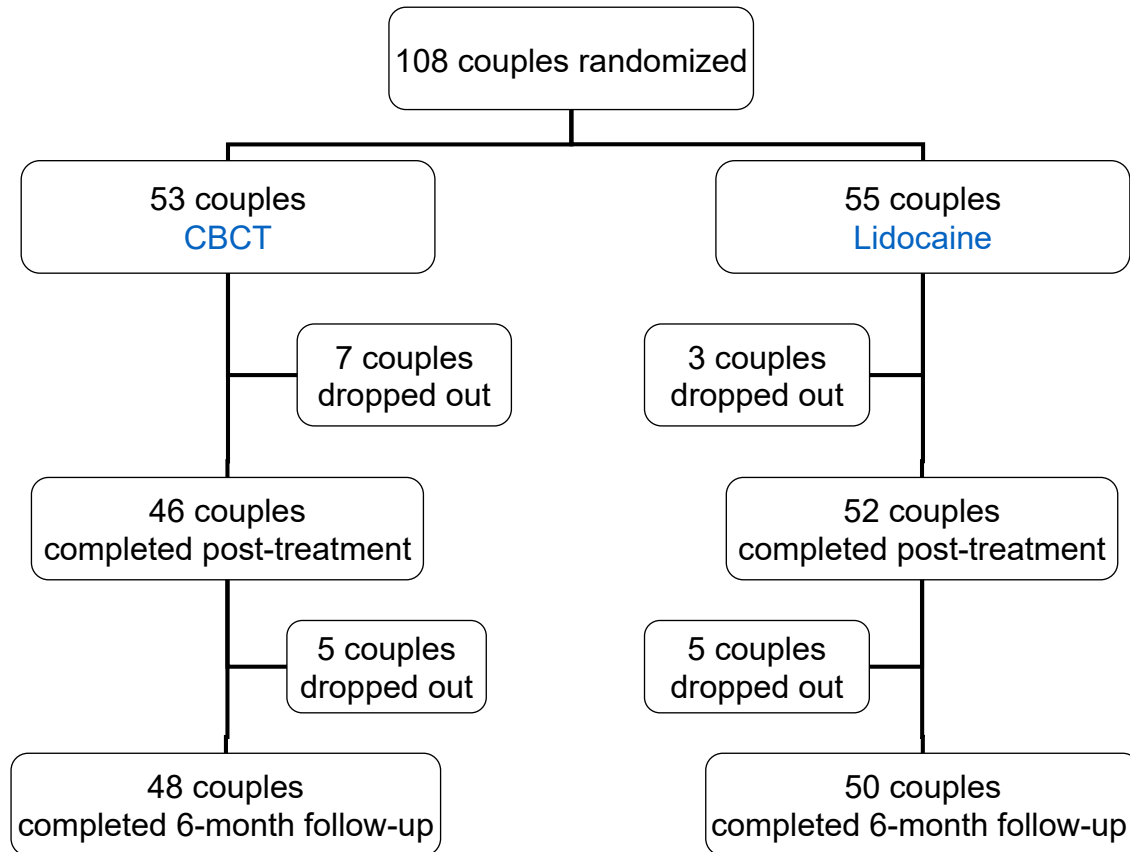 108 couples randomized
53 couples
CBCT
55 couples
Lidocaine
7 couples
dropped out
3 couples
dropped out
46 couples
completed post-treatment
52 couples
completed post-treatment
5 couples
dropped out
5 couples
dropped out
48 couples
completed 6-month follow-up
50 couples
completed 6-month follow-up